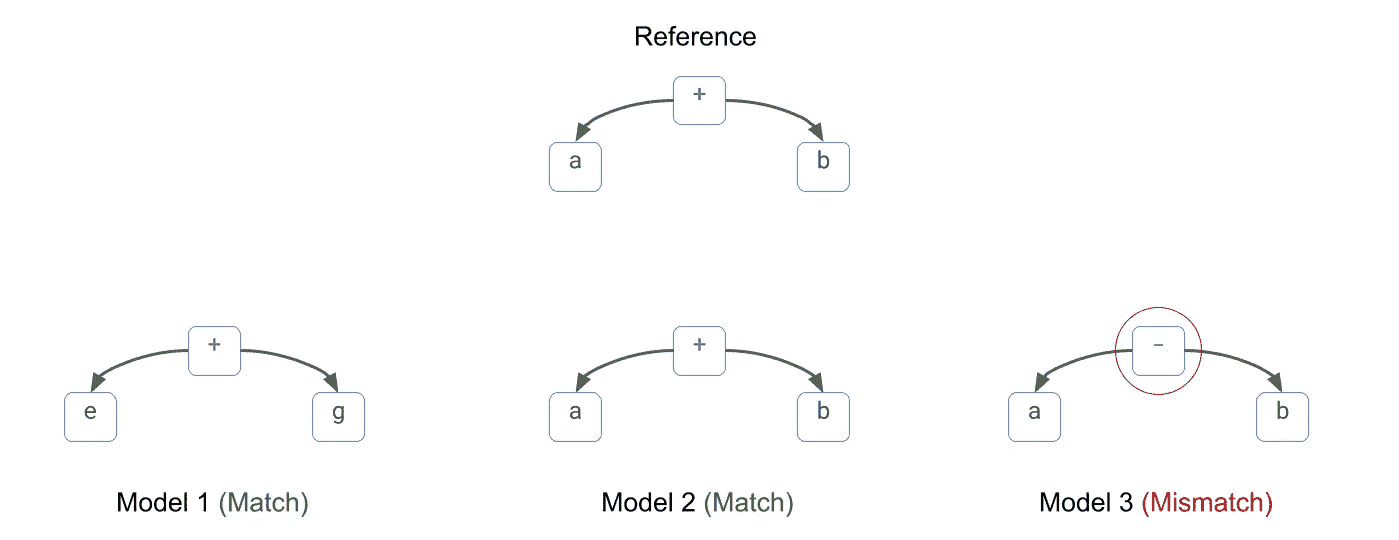 Reference
+
a b
+ + -
e g a b a b
Model 1 (Match) Model 2 (Match) Model 3 (Mismatch)